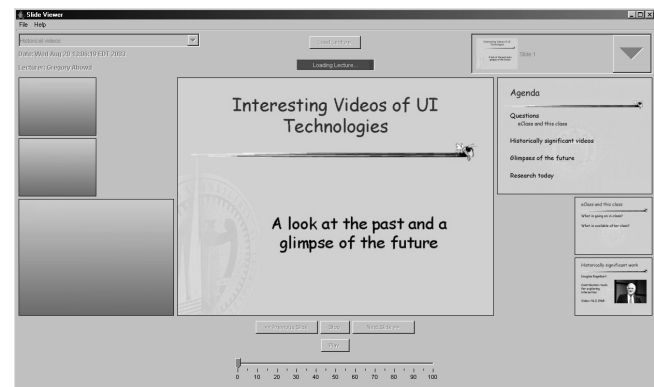 Slide Viewer
File Help
Historical videos
Load Lecture
Date: Wed Aug 20 13:08:19 EDT 2003
Lecturer: Gregory Abowd
Loading Lecture...
Slide 1
Interesting Videos of UI
Technologies
A look at the past and a
glimpse of the future
Agenda
Questions
eClass and this class
Historically significant videos
Glimpses of the future
Research today
eClass and this class
What is going on in class?
What is available after class?
Historically significant work
Douglas Engelbart
<< Previous Slide
Stop
Next Slide >>
Play
0 10 20 30 40 50 60 70 80 90 100